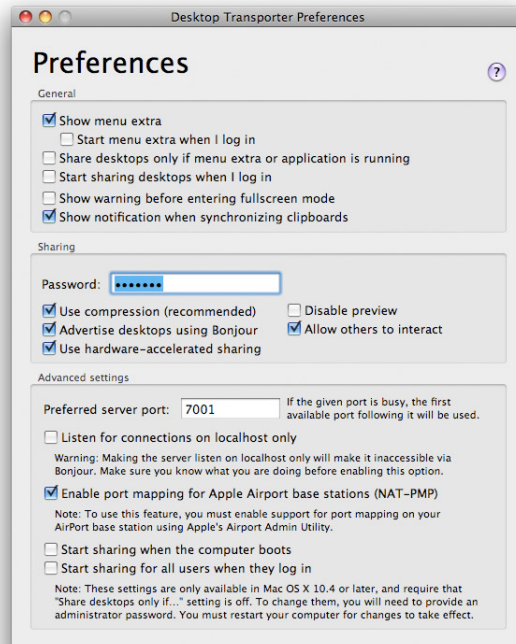 Desktop Transporter Preferences
Preferences
?
General
Show menu extra
Start menu extra when I log in
Share desktops only if menu extra or application is running
Start sharing desktops when I log in
Show warning before entering fullscreen mode
Show notification when synchronizing clipboards
Sharing
Password: •••••••
Use compression (recommended)
Disable preview
Advertise desktops using Bonjour
Allow others to interact
Use hardware-accelerated sharing
Advanced settings
Preferred server port: 7001
If the given port is busy, the first
available port following it will be used.
Listen for connections on localhost only
Warning: Making the server listen on localhost only will make it inaccessible via
Bonjour. Make sure you know what you are doing before enabling this option.
Enable port mapping for Apple Airport base stations (NAT-PMP)
Note: To use this feature, you must enable support for port mapping on your
AirPort base station using Apple's Airport Admin Utility.
Start sharing when the computer boots
Start sharing for all users when they log in
Note: These settings are only available in Mac OS X 10.4 or later, and require that
"Share desktops only if..." setting is off. To change them, you will need to provide an
administrator password. You must restart your computer for changes to take effect.